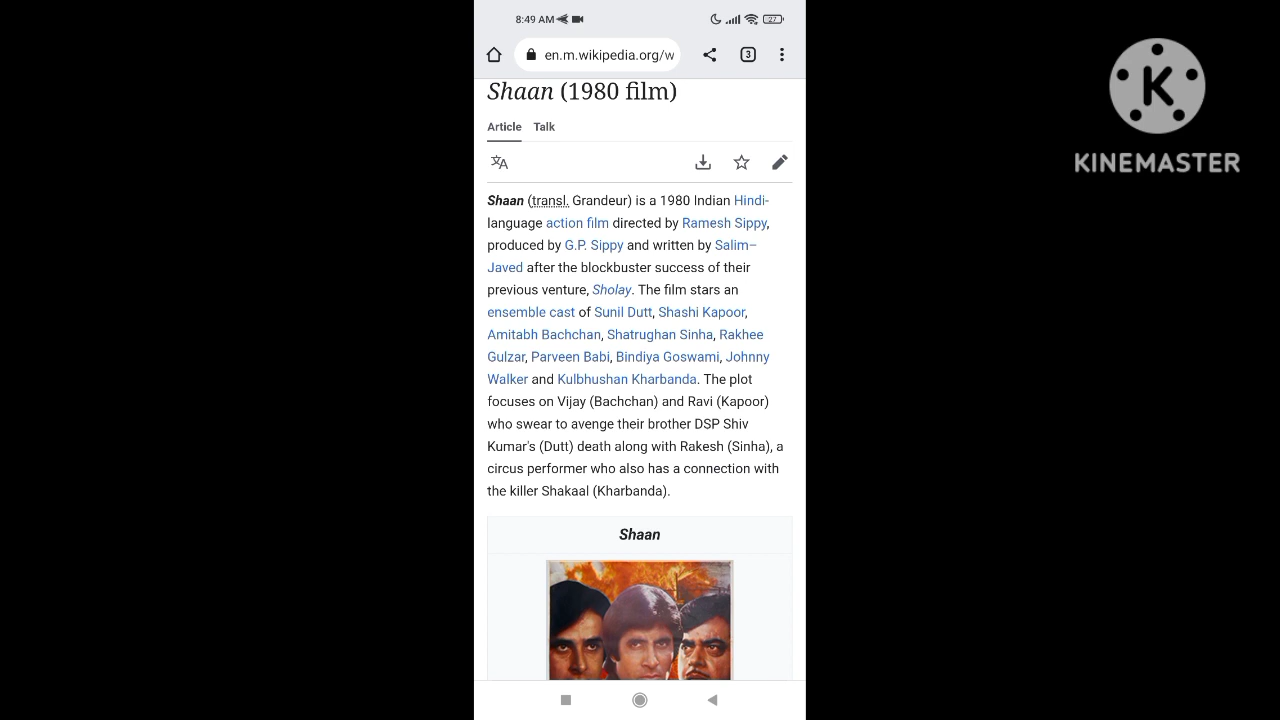 8:49 AM
27
en.m.wikipedia.org/w
3
Shaan (1980 film)
Article Talk
Shaan (transl. Grandeur) is a 1980 Indian Hindi-
language action film directed by Ramesh Sippy,
produced by G.P. Sippy and written by Salim–
Javed after the blockbuster success of their
previous venture, Sholay. The film stars an
ensemble cast of Sunil Dutt, Shashi Kapoor,
Amitabh Bachchan, Shatrughan Sinha, Rakhee
Gulzar, Parveen Babi, Bindiya Goswami, Johnny
Walker and Kulbhushan Kharbanda. The plot
focuses on Vijay (Bachchan) and Ravi (Kapoor)
who swear to avenge their brother DSP Shiv
Kumar's (Dutt) death along with Rakesh (Sinha), a
circus performer who also has a connection with
the killer Shakaal (Kharbanda).
Shaan
K
KINEMASTER